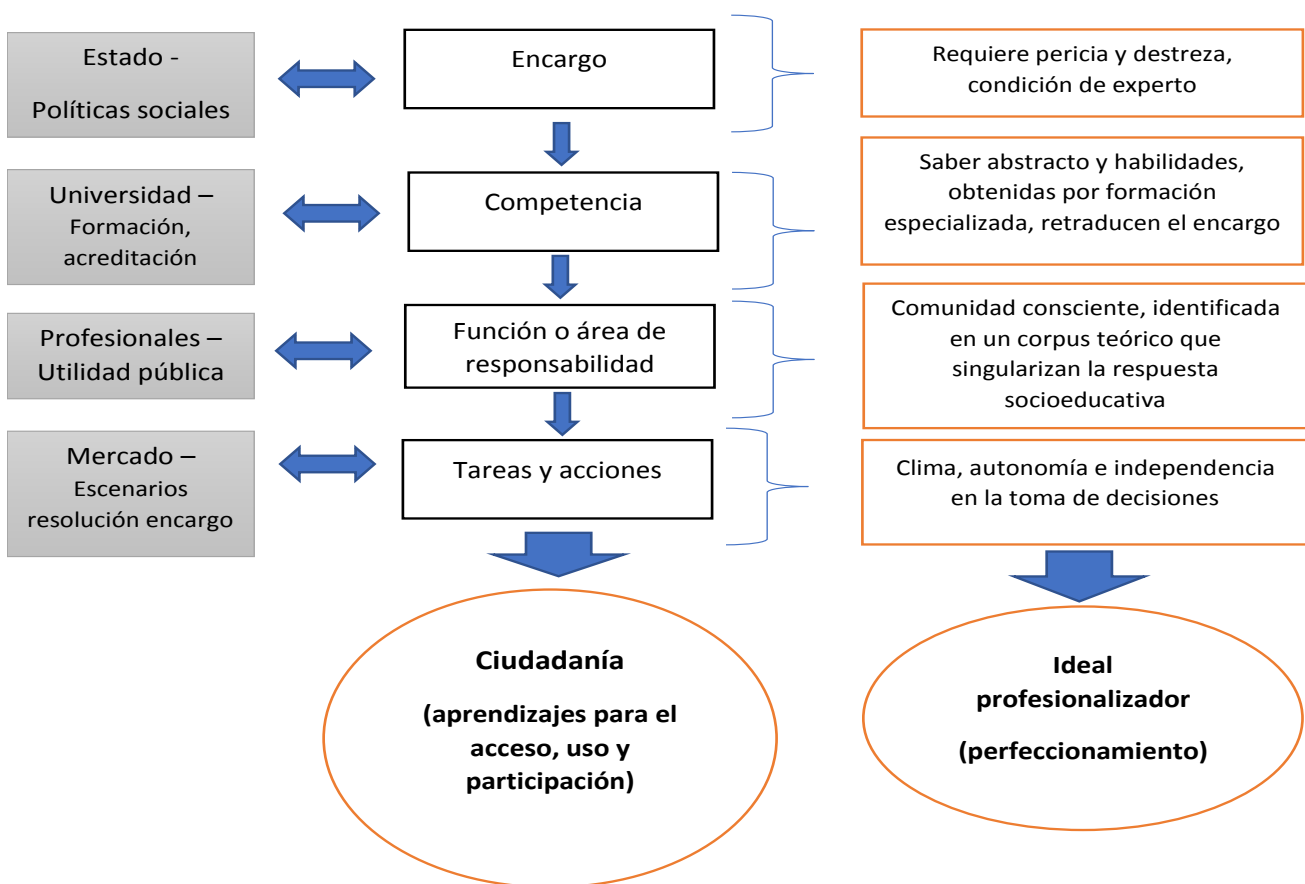 Estado -
Políticas sociales
Encargo
Requiere pericia y destreza,
condición de experto
Universidad –
Formación,
acreditación
Competencia
Saber abstracto y habilidades,
obtenidas por formación
especializada, retraducen el encargo
Profesionales –
Utilidad pública
Función o área de
responsabilidad
Comunidad consciente, identificada
en un corpus teórico que
singularizan la respuesta
socioeducativa
Mercado –
Escenarios
resolución encargo
Tareas y acciones
Clima, autonomía e independencia
en la toma de decisiones
Ciudadanía
(aprendizajes para el
acceso, uso y
participación)
Ideal
profesionalizador
(perfeccionamiento)